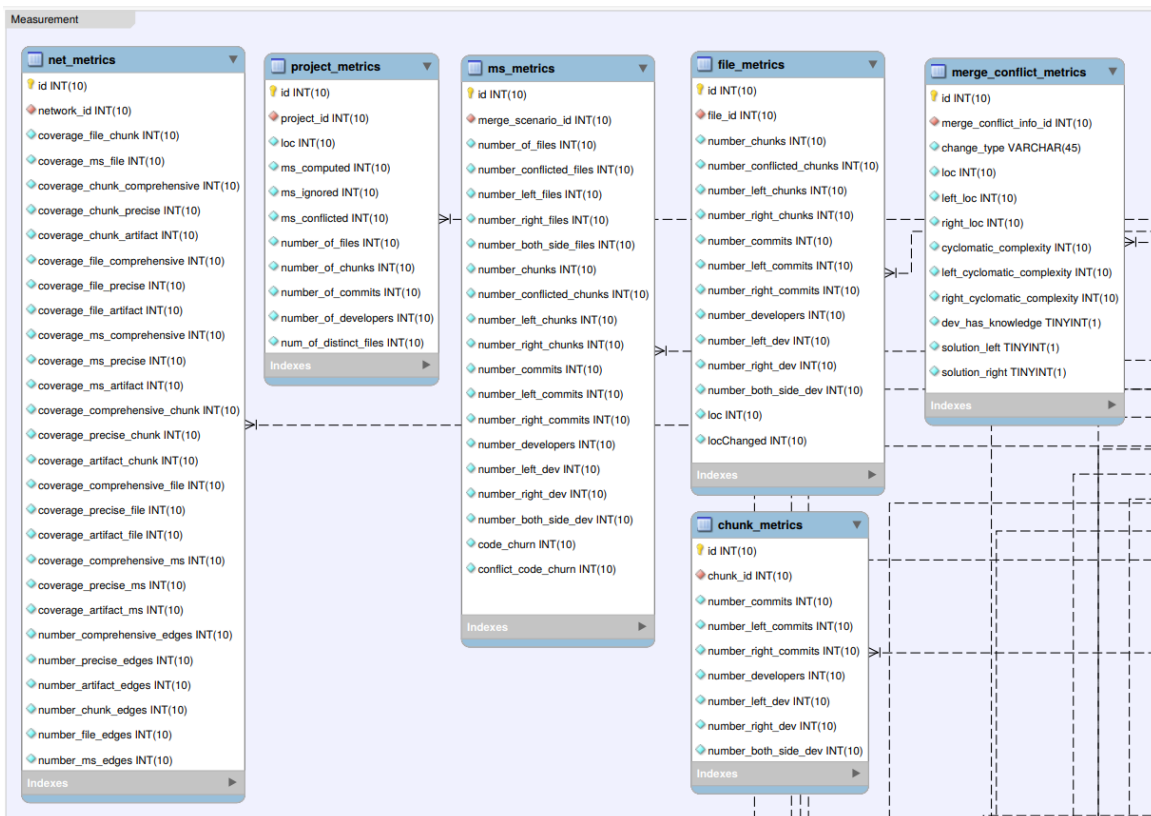 Measurement
net_metrics
id INT(10)
network_id INT(10)
coverage_file_chunk INT(10)
coverage_ms_file INT(10)
coverage_chunk_comprehensive INT(10)
coverage_chunk_precise INT(10)
coverage_chunk_artifact INT(10)
coverage_file_comprehensive INT(10)
coverage_file_precise INT(10)
coverage_file_artifact INT(10)
coverage_ms_comprehensive INT(10)
coverage_ms_precise INT(10)
coverage_ms_artifact INT(10)
coverage_comprehensive_chunk INT(10)
coverage_precise_chunk INT(10)
coverage_artifact_chunk INT(10)
coverage_comprehensive_file INT(10)
coverage_precise_file INT(10)
coverage_artifact_file INT(10)
coverage_comprehensive_ms INT(10)
coverage_precise_ms INT(10)
coverage_artifact_ms INT(10)
number_comprehensive_edges INT(10)
number_precise_edges INT(10)
number_artifact_edges INT(10)
number_chunk_edges INT(10)
number_file_edges INT(10)
number_ms_edges INT(10)
Indexes
project_metrics
id INT(10)
project_id INT(10)
loc INT(10)
ms_computed INT(10)
ms_ignored INT(10)
ms_conflicted INT(10)
number_of_files INT(10)
number_of_chunks INT(10)
number_of_commits INT(10)
number_of_developers INT(10)
num_of_distinct_files INT(10)
Indexes
ms_metrics
id INT(10)
merge_scenario_id INT(10)
number_of_files INT(10)
number_conflicted_files INT(10)
number_left_files INT(10)
number_right_files INT(10)
number_both_side_files INT(10)
number_chunks INT(10)
number_conflicted_chunks INT(10)
number_left_chunks INT(10)
number_right_chunks INT(10)
number_commits INT(10)
number_left_commits INT(10)
number_right_commits INT(10)
number_developers INT(10)
number_left_dev INT(10)
number_right_dev INT(10)
number_both_side_dev INT(10)
code_churn INT(10)
conflict_code_churn INT(10)
Indexes
file_metrics
id INT(10)
file_id INT(10)
number_chunks INT(10)
number_conflicted_chunks INT(10)
number_left_chunks INT(10)
number_right_chunks INT(10)
number_commits INT(10)
number_left_commits INT(10)
number_right_commits INT(10)
number_developers INT(10)
number_left_dev INT(10)
number_right_dev INT(10)
number_both_side_dev INT(10)
loc INT(10)
locChanged INT(10)
Indexes
chunk_metrics
id INT(10)
chunk_id INT(10)
number_commits INT(10)
number_left_commits INT(10)
number_right_commits INT(10)
number_developers INT(10)
number_left_dev INT(10)
number_right_dev INT(10)
number_both_side_dev INT(10)
Indexes
merge_conflict_metrics
id INT(10)
merge_conflict_info_id INT(10)
change_type VARCHAR(45)
loc INT(10)
left_loc INT(10)
right_loc INT(10)
cyclomatic_complexity INT(10)
left_cyclomatic_complexity INT(10)
right_cyclomatic_complexity INT(10)
dev_has_knowledge TINYINT(1)
solution_left TINYINT(1)
solution_right TINYINT(1)
Indexes